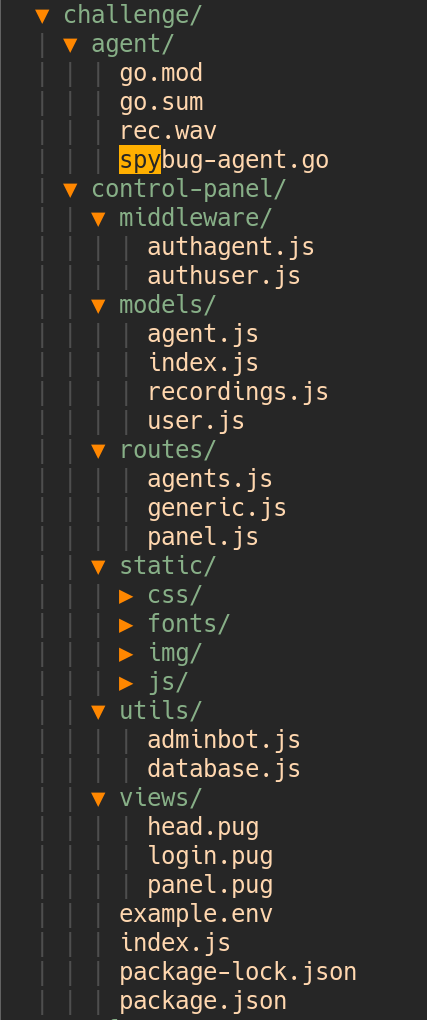 ▼ challenge/
▼ agent/
go.mod
go.sum
rec.wav
spybug-agent.go
▼ control-panel/
▼ middleware/
authagent.js
authuser.js
▼ models/
agent.js
index.js
recordings.js
user.js
▼ routes/
agents.js
generic.js
panel.js
▼ static/
▶ css/
▶ fonts/
▶ img/
▶ js/
▼ utils/
adminbot.js
database.js
▼ views/
head.pug
login.pug
panel.pug
example.env
index.js
package-lock.json
package.json